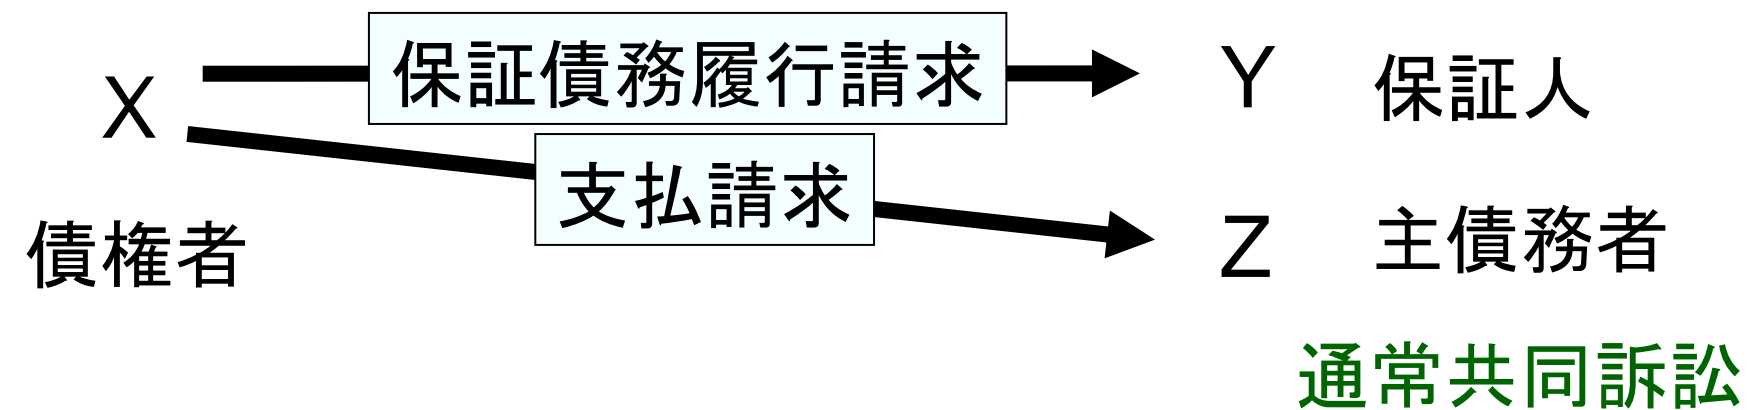 X
保証債務履行請求
Y 保証人
支払請求
債権者
Z 主債務者
通常共同訴訟